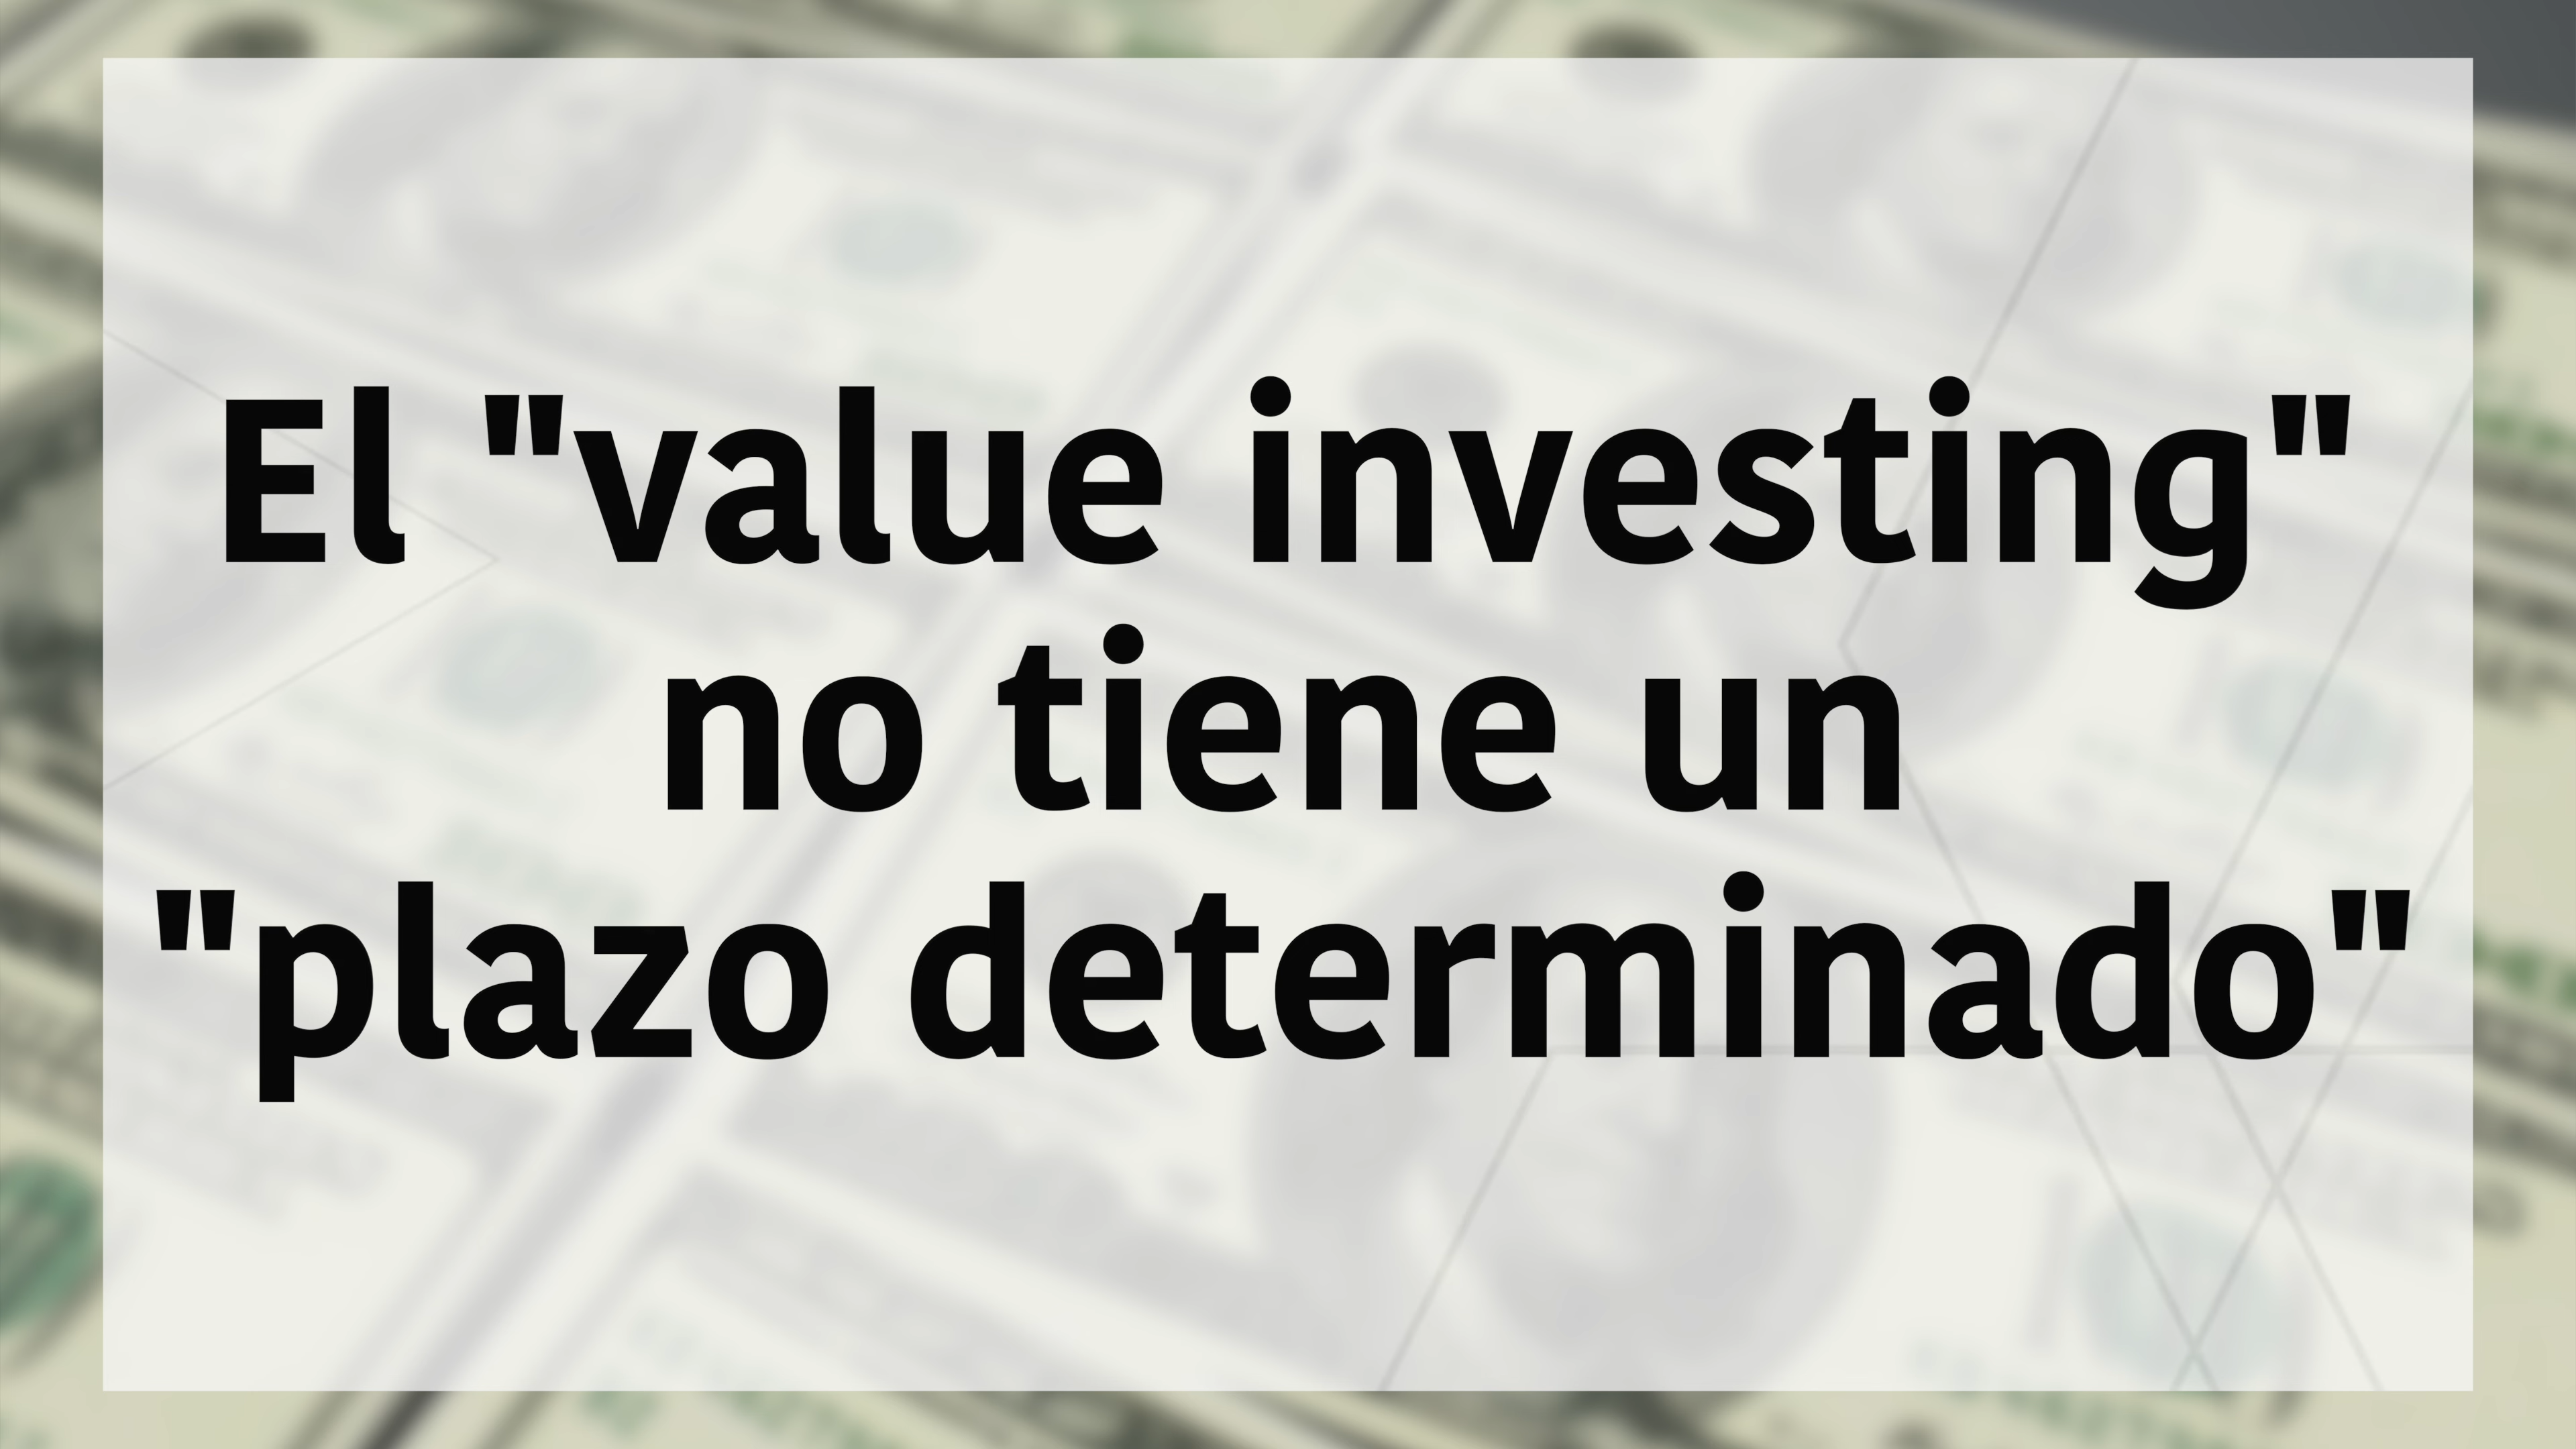 El "value investing"
no tiene un
"plazo determinado"